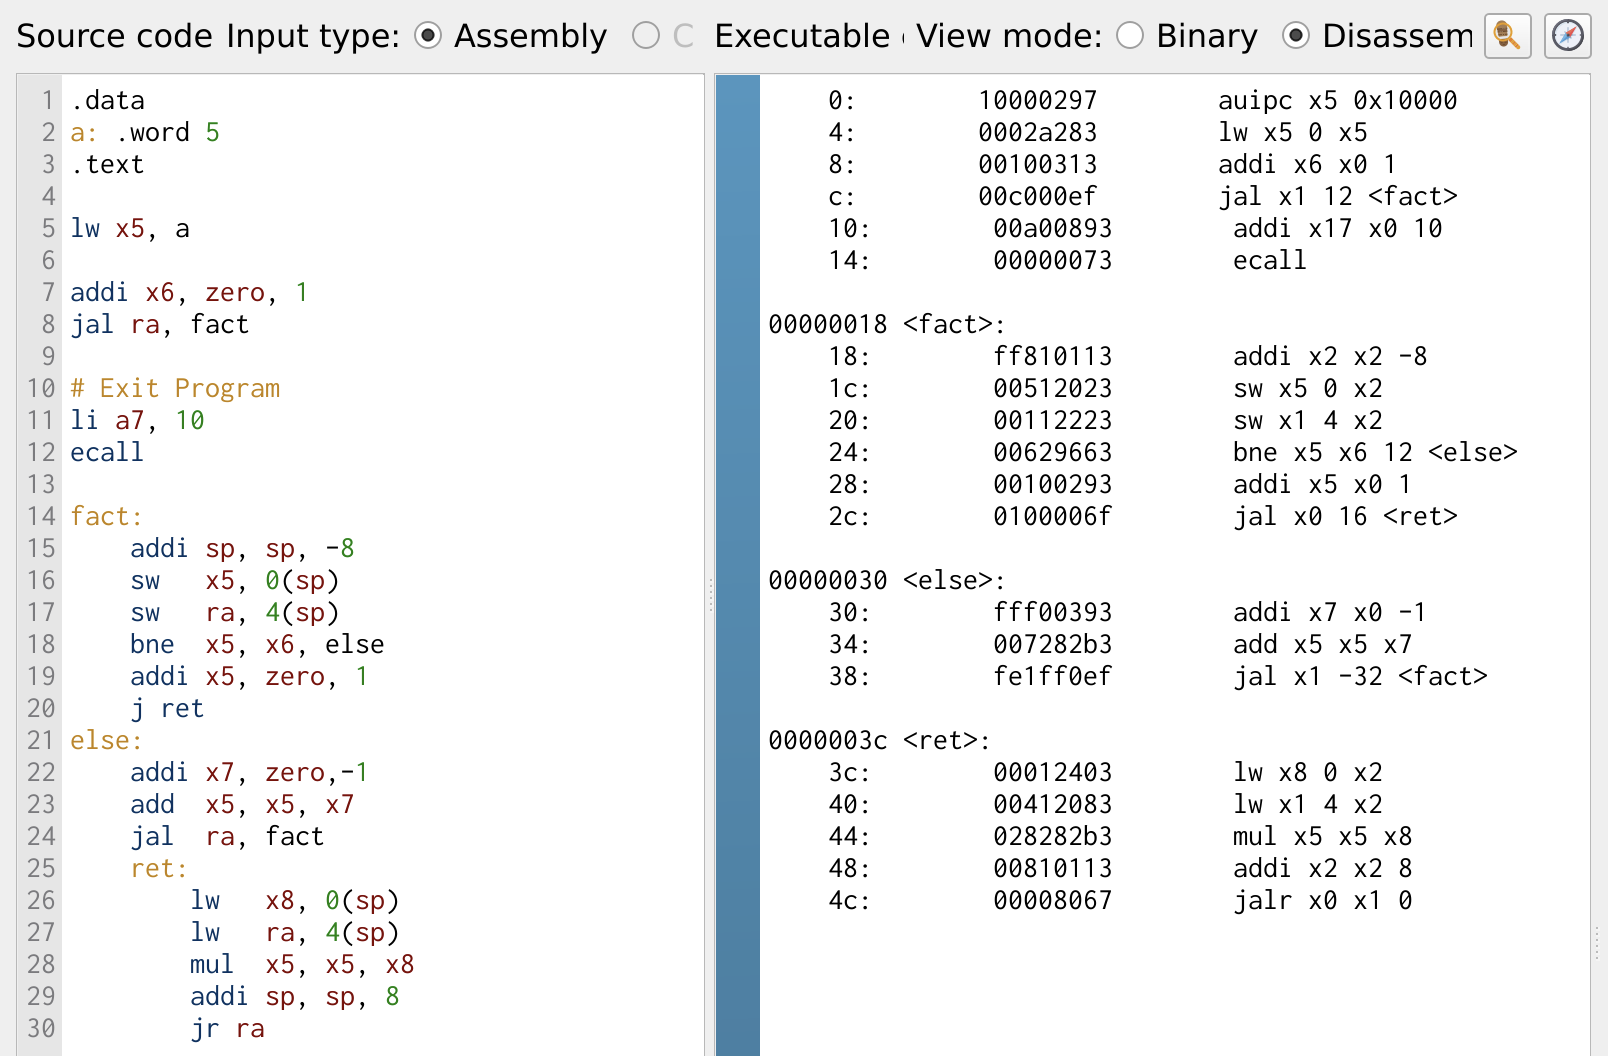 Source code Input type: Assembly C Executable View mode: Binary Disassem
1 .data
2 a: .word 5
3 .text
4
5 lw x5, a
6
7 addi x6, zero, 1
8 jal ra, fact
9
10 # Exit Program
11 li a7, 10
12 ecall
13
14 fact:
15 addi sp, sp, -8
16 sw x5, 0(sp)
17 sw ra, 4(sp)
18 bne x5, x6, else
19 addi x5, zero, 1
20 j ret
21 else:
22 addi x7, zero,-1
23 add x5, x5, x7
24 jal ra, fact
25 ret:
26 lw x8, 0(sp)
27 lw ra, 4(sp)
28 mul x5, x5, x8
29 addi sp, sp, 8
30 jr ra
0: 10000297 auipc x5 0x10000
4: 0002a283 lw x5 0 x5
8: 00100313 addi x6 x0 1
c: 00c000ef jal x1 12 <fact>
10: 00a00893 addi x17 x0 10
14: 00000073 ecall
00000018 <fact>:
18: ff810113 addi x2 x2 -8
1c: 00512023 sw x5 0 x2
20: 00112223 sw x1 4 x2
24: 00629663 bne x5 x6 12 <else>
28: 00100293 addi x5 x0 1
2c: 0100006f jal x0 16 <ret>
00000030 <else>:
30: fff00393 addi x7 x0 -1
34: 007282b3 add x5 x5 x7
38: fe1ff0ef jal x1 -32 <fact>
0000003c <ret>:
3c: 00012403 lw x8 0 x2
40: 00412083 lw x1 4 x2
44: 028282b3 mul x5 x5 x8
48: 00810113 addi x2 x2 8
4c: 00008067 jalr x0 x1 0